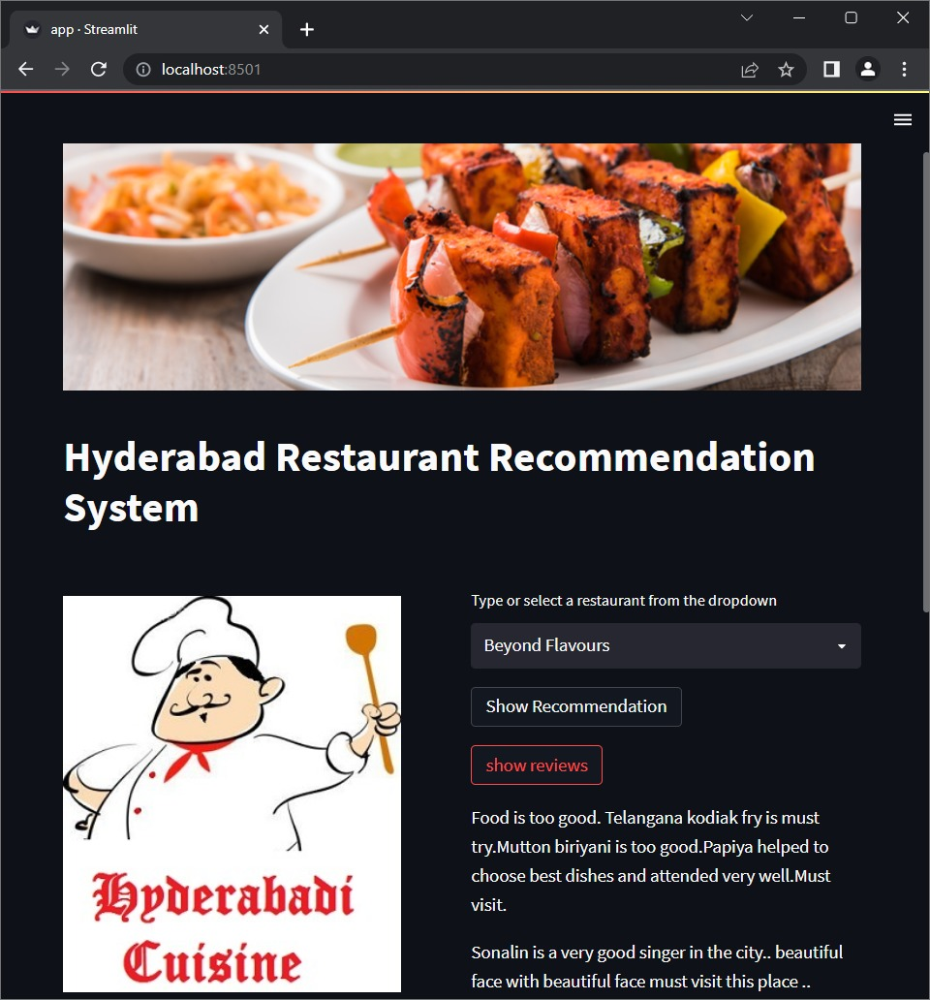 app · Streamlit
localhost:8501
Hyderabad Restaurant Recommendation
System
Type or select a restaurant from the dropdown
Beyond Flavours
Show Recommendation
show reviews
Food is too good. Telangana kodiak fry is must
try.Mutton biriyani is too good.Papiya helped to
choose best dishes and attended very well.Must
visit.
Sonalin is a very good singer in the city.. beautiful
face with beautiful face must visit this place ..
Hyderabadi
Cuisine